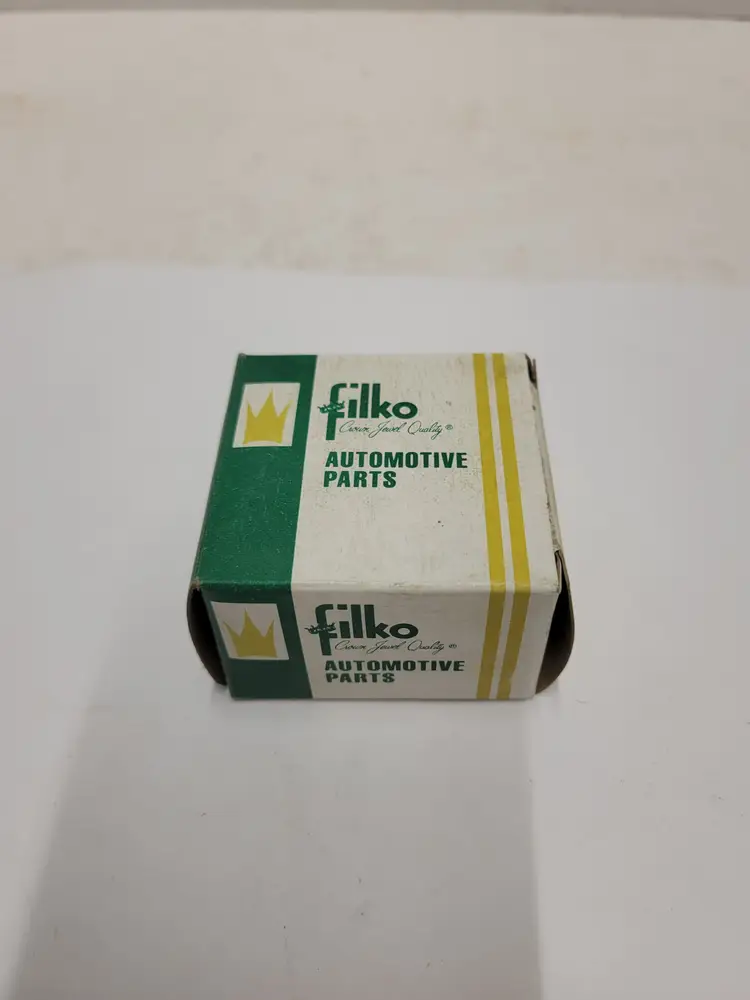 filko
Crown Jewel Quality ®
AUTOMOTIVE
PARTS
filko
Crown Jewel Quality ®
AUTOMOTIVE
PARTS